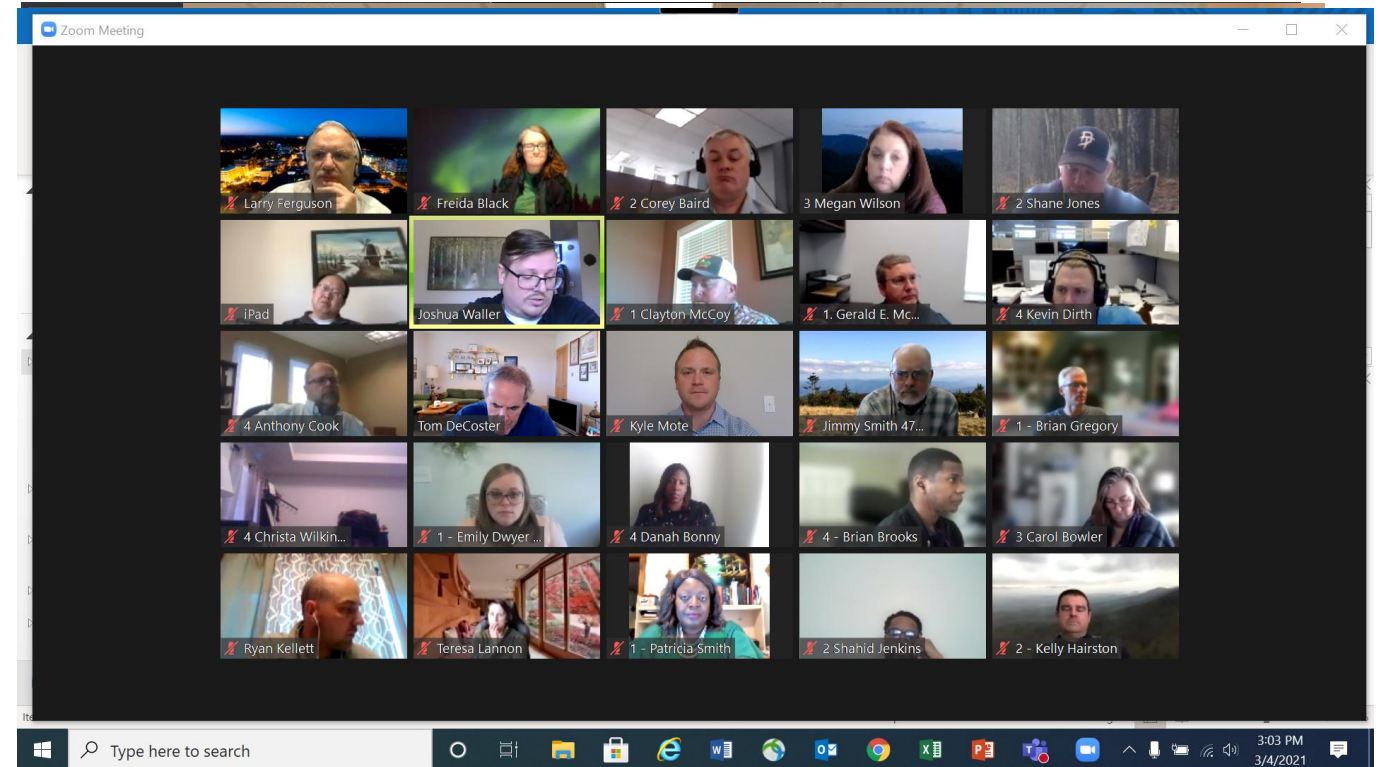 Zoom Meeting
Larry Ferguson
Freida Black
2 Corey Baird
3 Megan Wilson
2 Shane Jones
iPad
Joshua Waller
1 Clayton McCoy
1. Gerald E. Mc...
4 Kevin Dirth
4 Anthony Cook
Tom DeCoster
Kyle Mote
Jimmy Smith 47...
1 - Brian Gregory
4 Christa Wilkin...
1 - Emily Dwyer ...
4 Danah Bonny
4 - Brian Brooks
3 Carol Bowler
Ryan Kellett
Teresa Lannon
1 - Patricia Smith
2 Shahid Jenkins
2 - Kelly Hairston
Ite
Type here to search
3:03 PM
3/4/2021